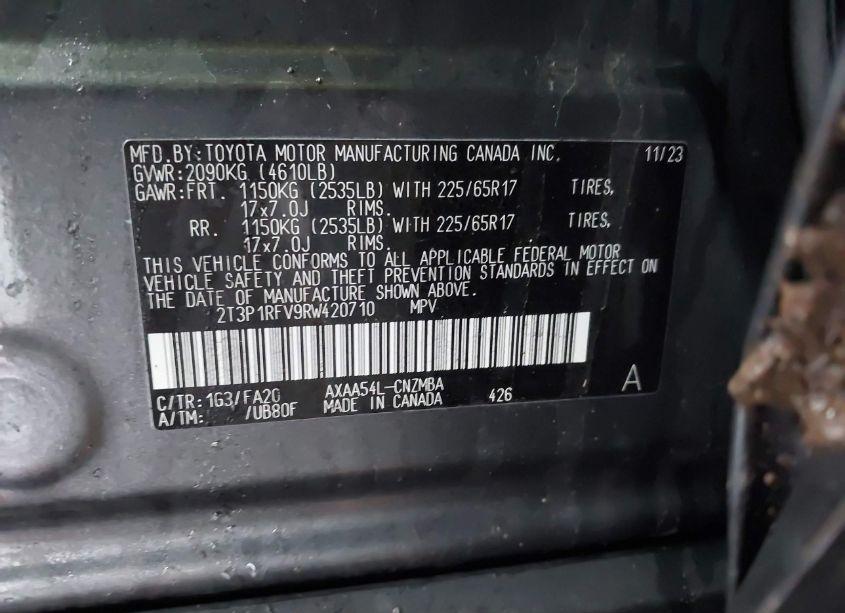 MFD.BY:TOYOTA MOTOR MANUFACTURING CANADA INC. 11/23
GVWR:2090KG (4610LB)
GAWR:FRT. 1150KG (2535LB) WITH 225/65R17 TIRES,
17x7.0J RIMS.
RR. 1150KG (2535LB) WITH 225/65R17 TIRES,
17x7.0J RIMS.
THIS VEHICLE CONFORMS TO ALL APPLICABLE FEDERAL MOTOR
VEHICLE SAFETY AND THEFT PREVENTION STANDARDS IN EFFECT ON
THE DATE OF MANUFACTURE SHOWN ABOVE.
2T3P1RFV9RW420710 MPV
C/TR:1G3/FA20 AXAA54L-CNZMBA 426 A
A/TM: /UB80F MADE IN CANADA